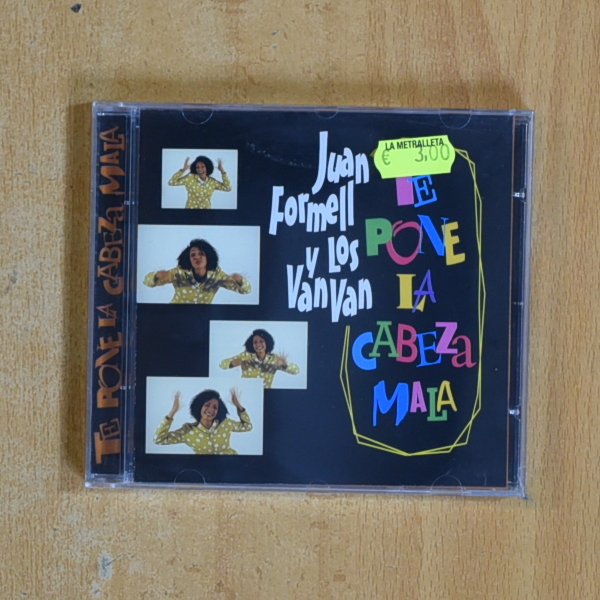 TE PONE LA CABEZA MALA
Juan
Formell
y Los
Van Van
LA METRALLETA
€ 3,00
TE
PONE
LA
CABEZA
MALA